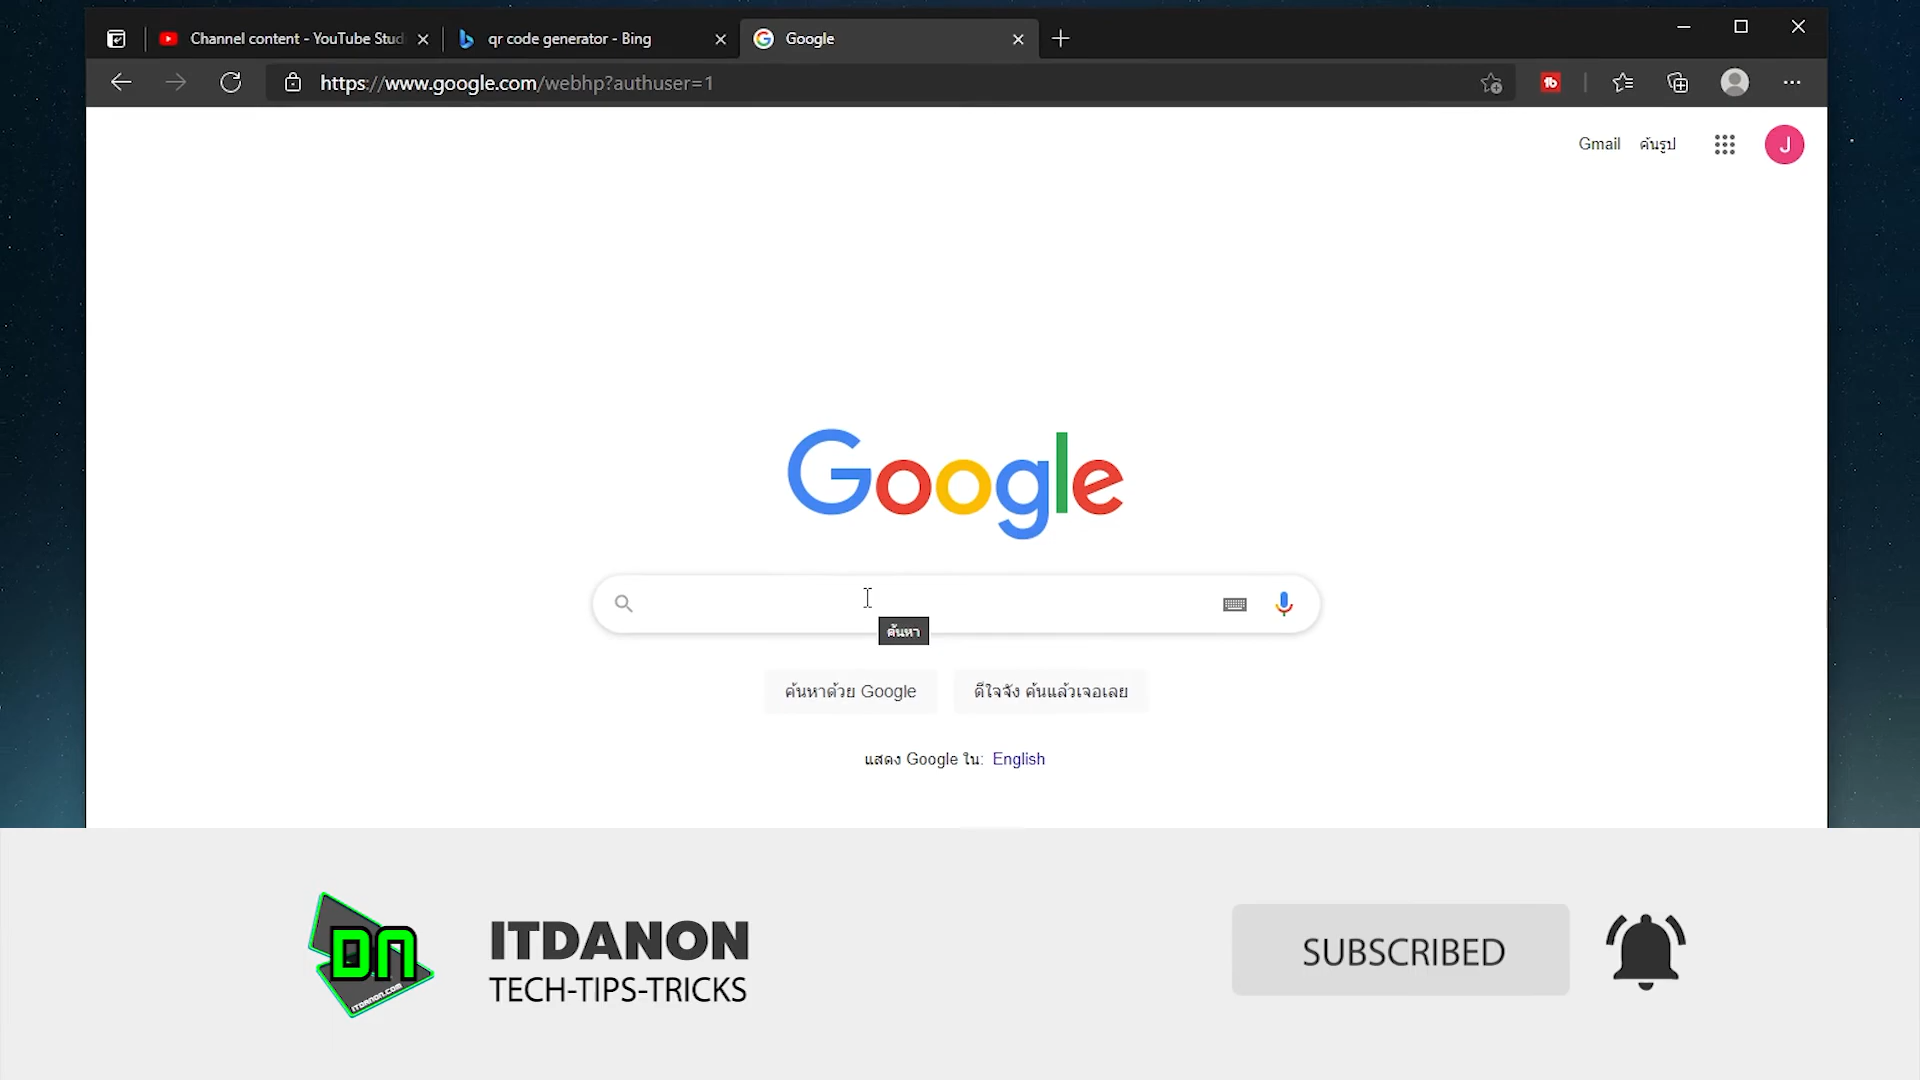 Channel content - YouTube Stud
qr code generator - Bing
Google
https://www.google.com/webhp?authuser=1
Gmail
ค้นรูป
J
Google
ค้นหา
ค้นหาด้วย Google
ดีใจจัง ค้นแล้วเจอเลย
แสดง Google ใน: English
DN
ITDANON.COM
ITDANON
TECH-TIPS-TRICKS
SUBSCRIBED